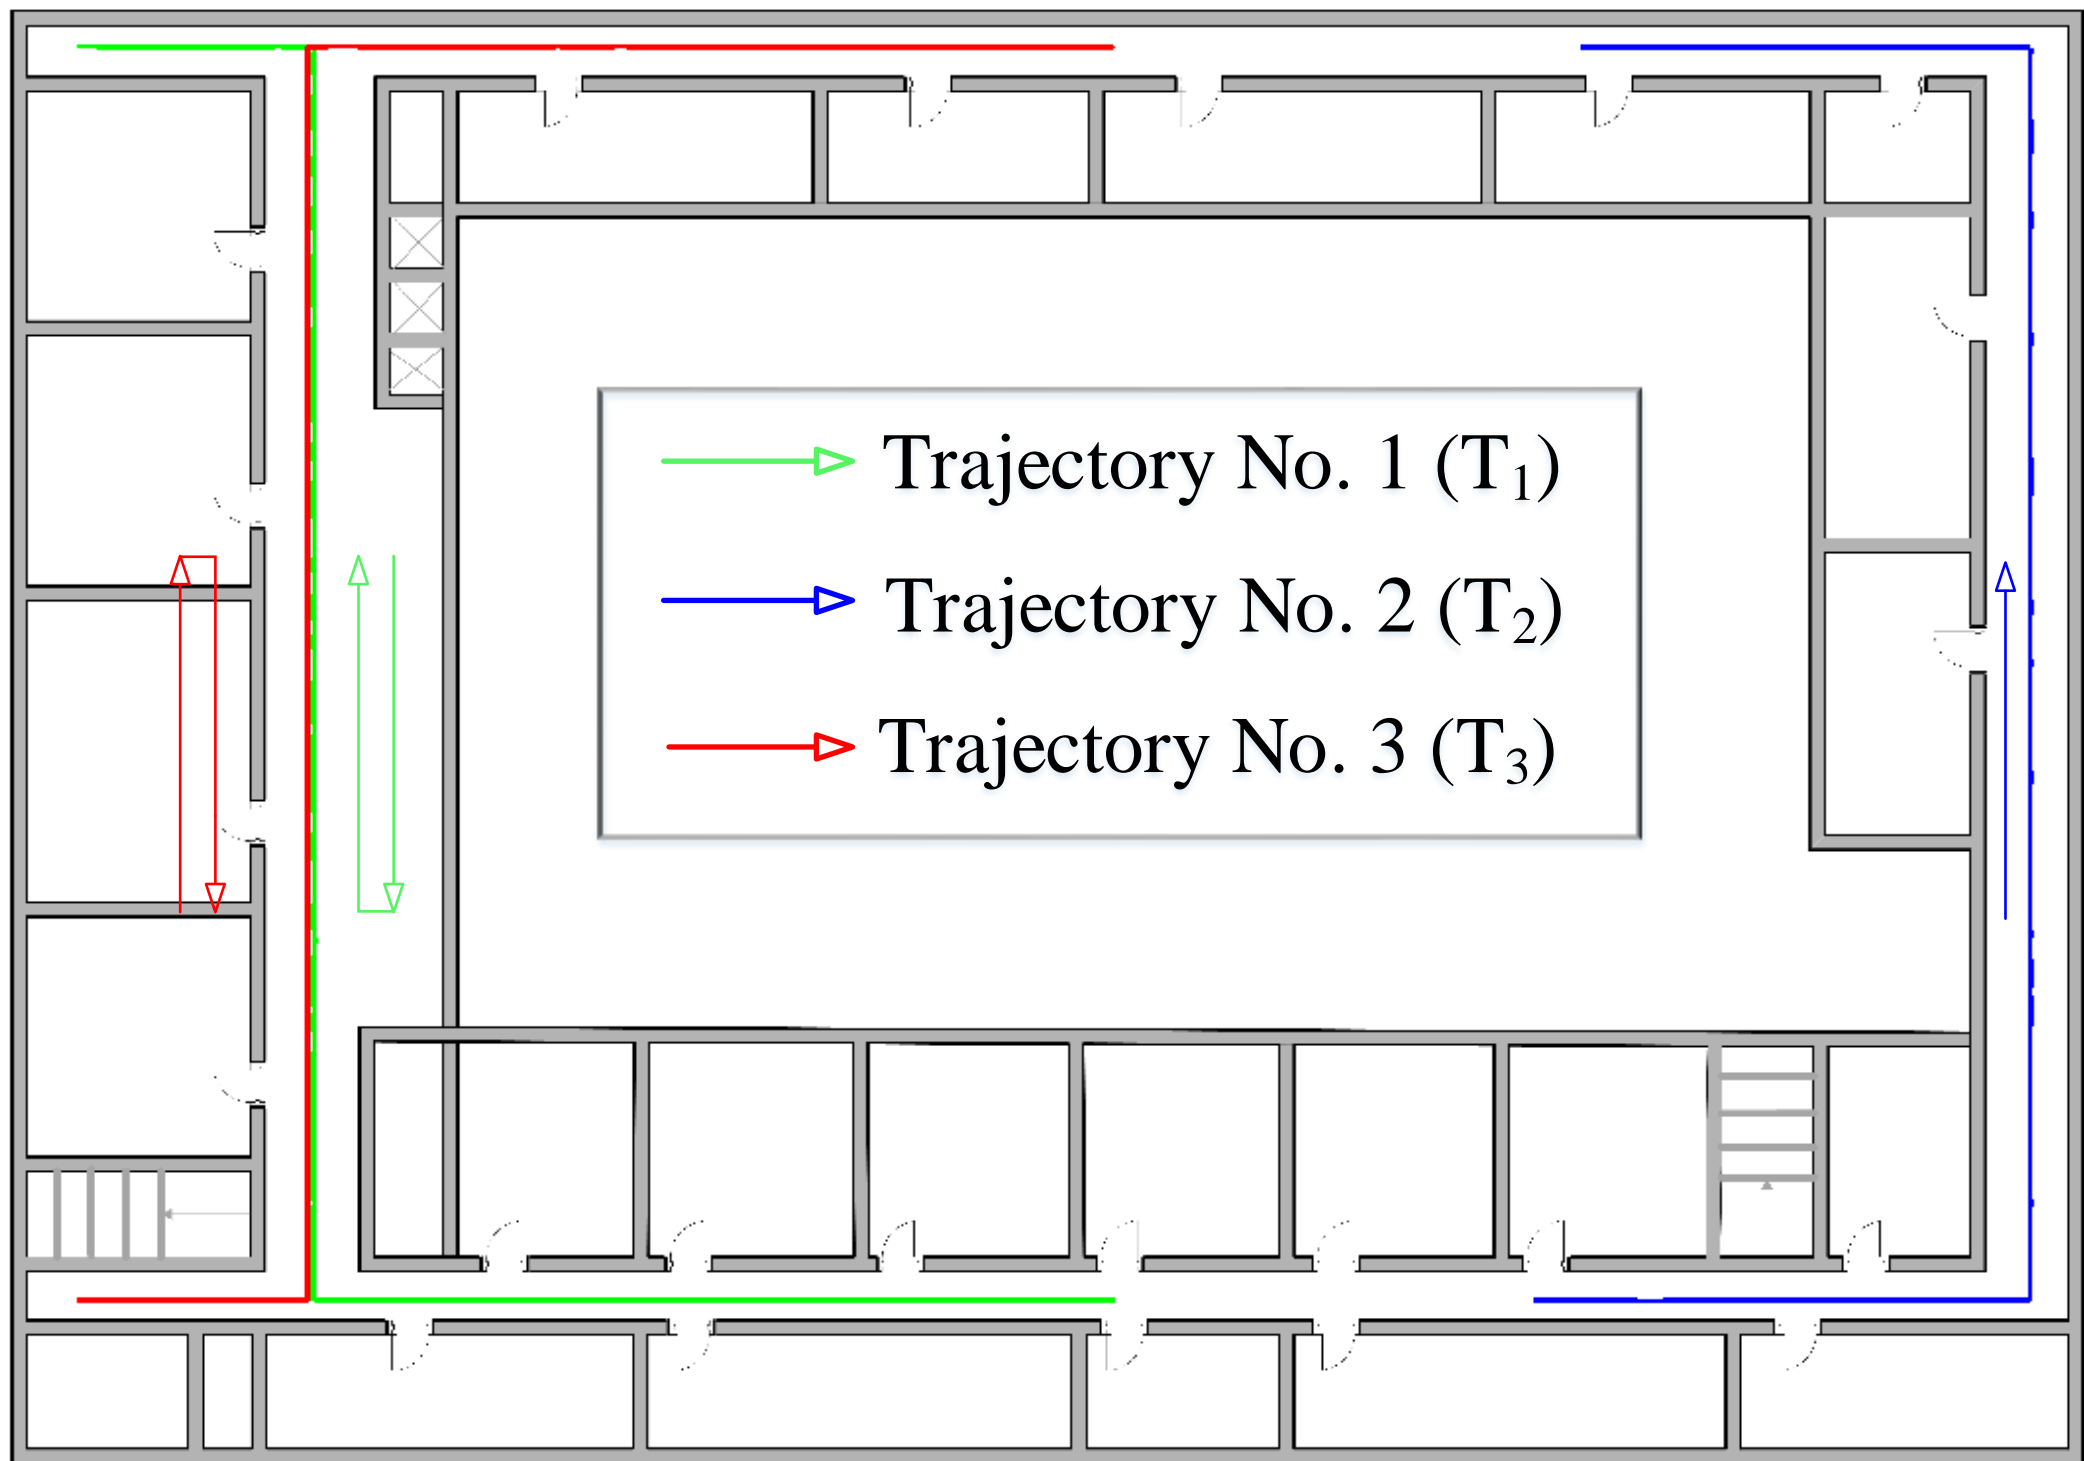 Trajectory No. 1 (T₁)
Trajectory No. 2 (T₂)
Trajectory No. 3 (T₃)